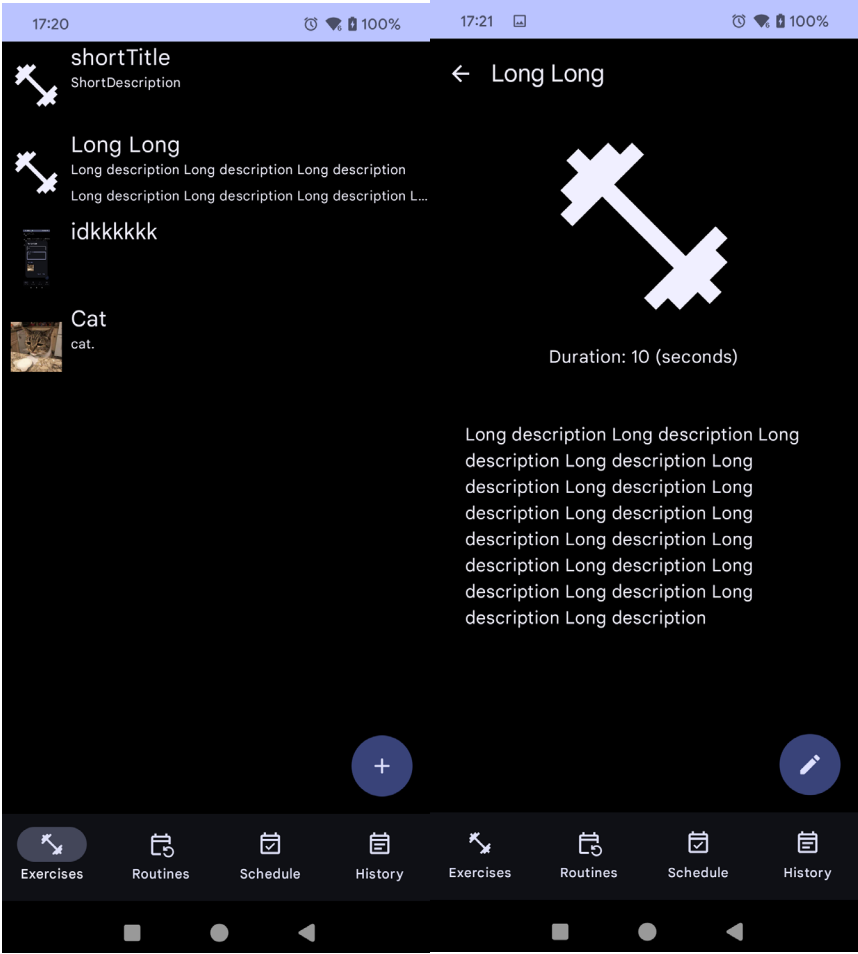 17:20
100%
shortTitle
ShortDescription
Long Long
Long description Long description Long description
Long description Long description Long description L...
idkkkkkk
Cat
cat.
Exercises
Routines
Schedule
History
17:21
100%
Long Long
Duration: 10 (seconds)
Long description Long description Long
description Long description Long
description Long description Long
description Long description Long
description Long description Long
description Long description Long
description Long description Long
description Long description
Exercises
Routines
Schedule
History